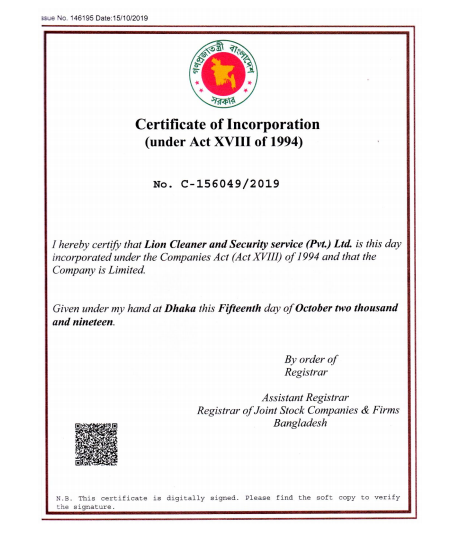 ssue No. 146195 Date:15/10/2019
গণপ্রজাতন্ত্রী বাংলাদেশ
সরকার
Certificate of Incorporation
(under Act XVIII of 1994)
No. C-156049/2019
I hereby certify that Lion Cleaner and Security service (Pvt.) Ltd. is this day
incorporated under the Companies Act (Act XVIII) of 1994 and that the
Company is Limited.
Given under my hand at Dhaka this Fifteenth day of October two thousand
and nineteen.
By order of
Registrar
Assistant Registrar
Registrar of Joint Stock Companies & Firms
Bangladesh
N.B. This certificate is digitally signed. Please find the soft copy to verify
the signature.